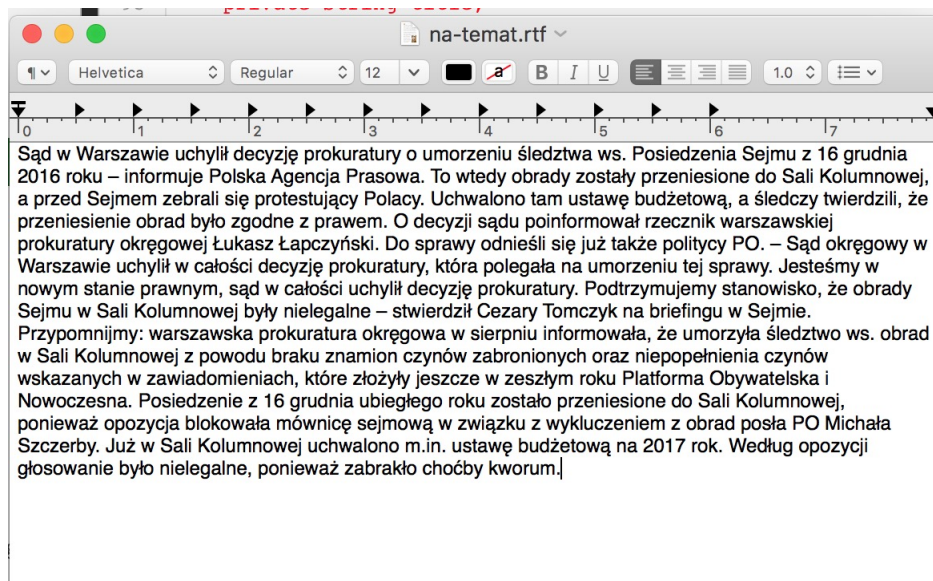 private String title;
na-temat.rtf
¶ Helvetica Regular 12 a B I U 1.0
0 1 2 3 4 5 6 7
Sąd w Warszawie uchylił decyzję prokuratury o umorzeniu śledztwa ws. Posiedzenia Sejmu z 16 grudnia
2016 roku – informuje Polska Agencja Prasowa. To wtedy obrady zostały przeniesione do Sali Kolumnowej,
a przed Sejmem zebrali się protestujący Polacy. Uchwalono tam ustawę budżetową, a śledczy twierdzili, że
przeniesienie obrad było zgodne z prawem. O decyzji sądu poinformował rzecznik warszawskiej
prokuratury okręgowej Łukasz Łapczyński. Do sprawy odnieśli się już także politycy PO. – Sąd okręgowy w
Warszawie uchylił w całości decyzję prokuratury, która polegała na umorzeniu tej sprawy. Jesteśmy w
nowym stanie prawnym, sąd w całości uchylił decyzję prokuratury. Podtrzymujemy stanowisko, że obrady
Sejmu w Sali Kolumnowej były nielegalne – stwierdził Cezary Tomczyk na briefingu w Sejmie.
Przypomnijmy: warszawska prokuratura okręgowa w sierpniu informowała, że umorzyła śledztwo ws. obrad
w Sali Kolumnowej z powodu braku znamion czynów zabronionych oraz niepopełnienia czynów
wskazanych w zawiadomieniach, które złożyły jeszcze w zeszłym roku Platforma Obywatelska i
Nowoczesna. Posiedzenie z 16 grudnia ubiegłego roku zostało przeniesione do Sali Kolumnowej,
ponieważ opozycja blokowała mównicę sejmową w związku z wykluczeniem z obrad posła PO Michała
Szczerby. Już w Sali Kolumnowej uchwalono m.in. ustawę budżetową na 2017 rok. Według opozycji
głosowanie było nielegalne, ponieważ zabrakło choćby kworum.